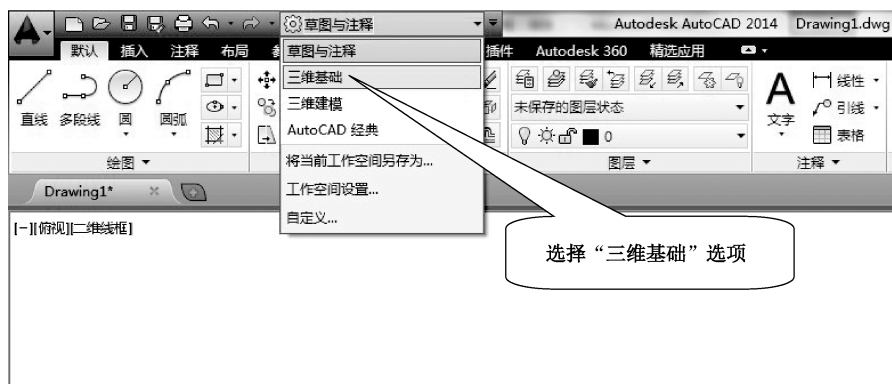 草图与注释
Autodesk AutoCAD 2014 Drawing1.dwg
默认 插入 注释 布局 插件 Autodesk 360 精选应用
草图与注释
三维基础
三维建模
AutoCAD 经典
将当前工作空间另存为...
工作空间设置...
自定义...
直线 多段线 圆 圆弧
未保存的图层状态
0
A 文字
线性
引线
表格
绘图 图层 注释
Drawing1*
[-][俯视][二维线框]
选择“三维基础”选项